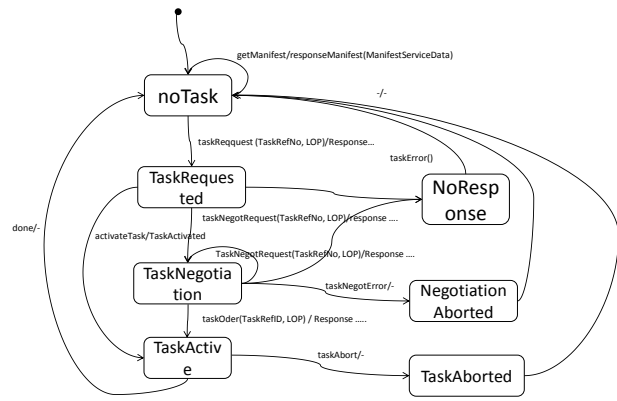 getManifest/responseManifest(ManifestServiceData)
-/-
noTask
taskReqquest (TaskRefNo, LOP)/Response...
taskError()
TaskReques
ted
NoResp
onse
taskNegotRequest(TaskRefNo, LOP)/response ....
done/-
activateTask/TaskActivated
TaskNegotRequest(TaskRefNo, LOP)/Response ....
TaskNegotia
tion
taskNegotError/-
Negotiation
Aborted
taskOder(TaskRefID, LOP) / Response .....
TaskActiv
e
taskAbort/-
TaskAborted